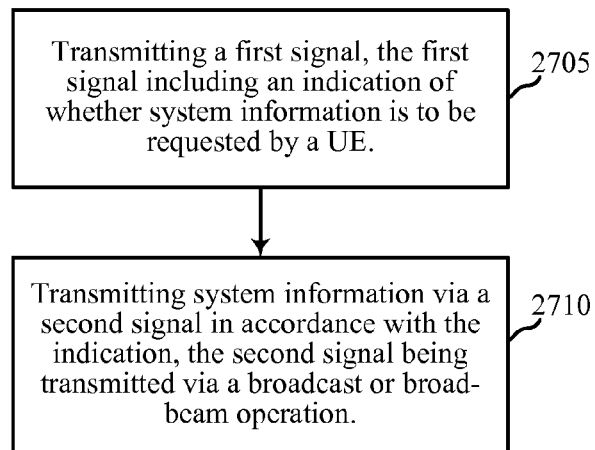 Transmitting a first signal, the first
signal including an indication of
whether system information is to be
requested by a UE.
2705
Transmitting system information via a
second signal in accordance with the
indication, the second signal being
transmitted via a broadcast or broad-
beam operation.
2710